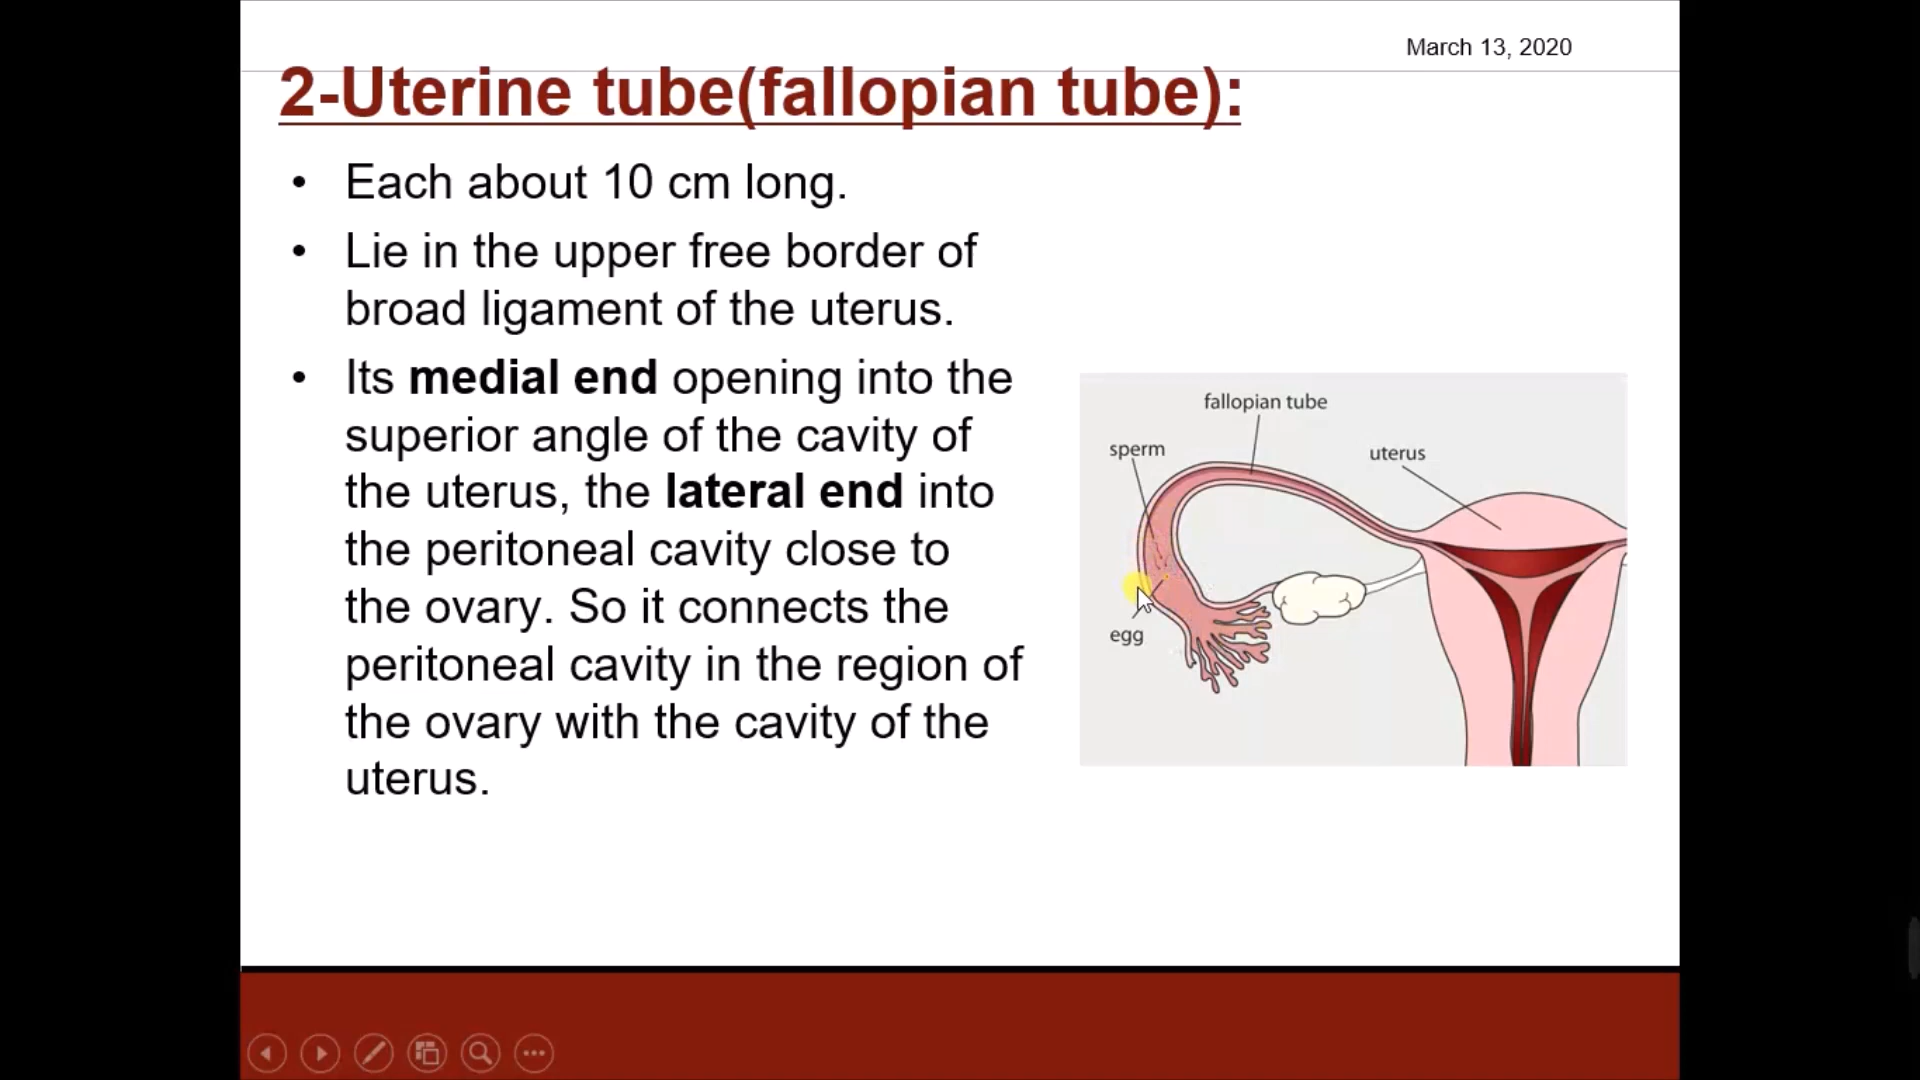 March 13, 2020
2-Uterine tube(fallopian tube):
• Each about 10 cm long.
• Lie in the upper free border of
broad ligament of the uterus.
• Its medial end opening into the
superior angle of the cavity of
the uterus, the lateral end into
the peritoneal cavity close to
the ovary. So it connects the
peritoneal cavity in the region of
the ovary with the cavity of the
uterus.
fallopian tube
sperm
uterus
egg